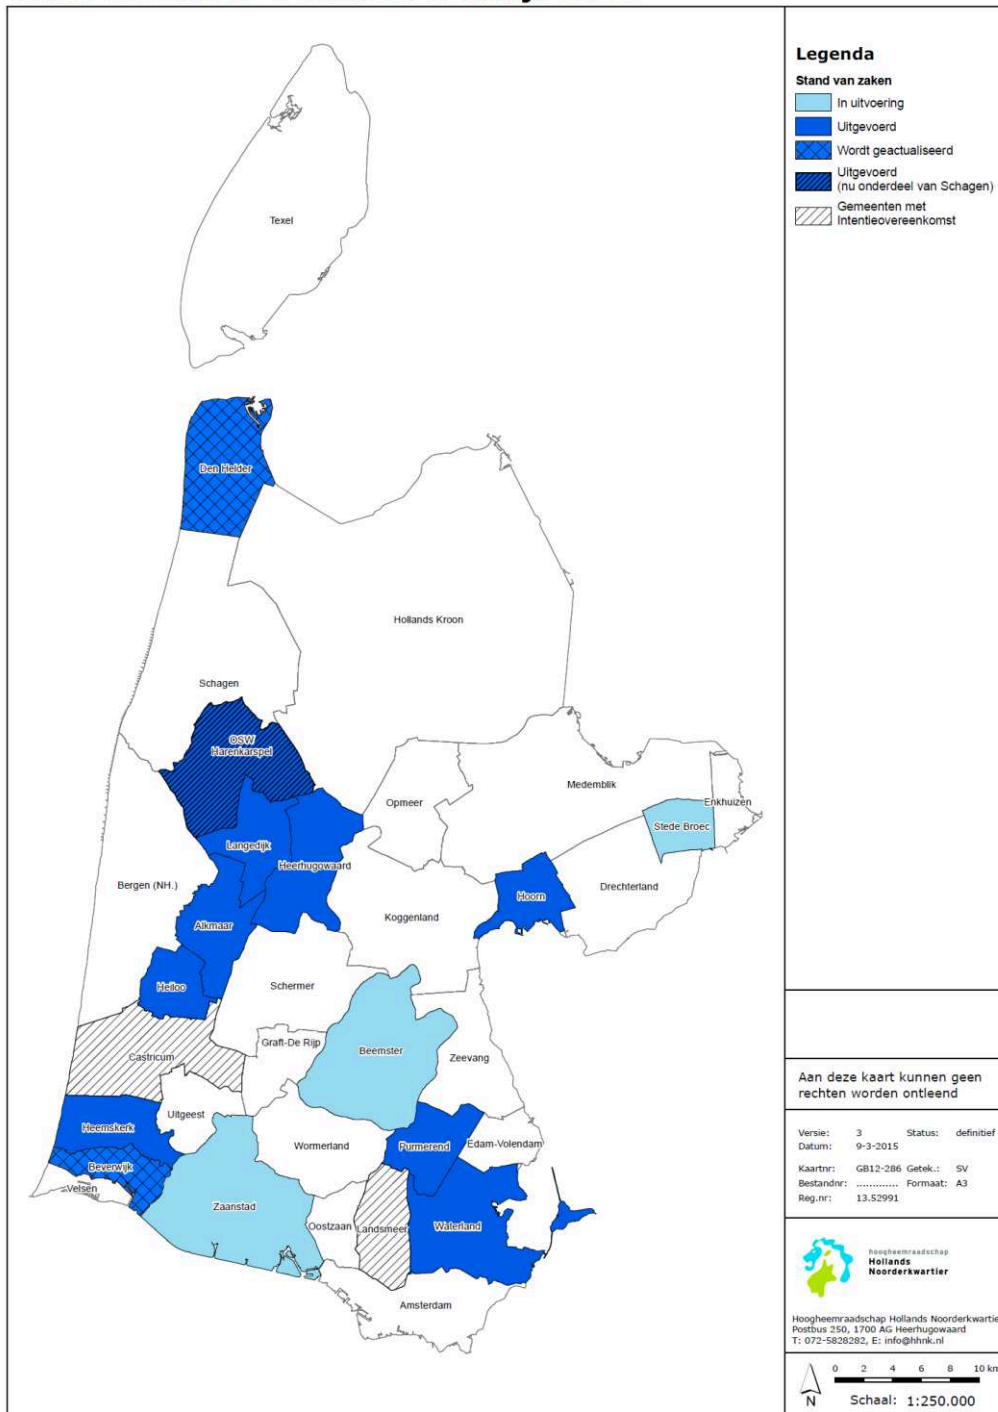 Legenda
Stand van zaken
In uitvoering
Uitgevoerd
Wordt geactualiseerd
Uitgevoerd
(nu onderdeel van Schagen)
Gemeenten met
Intentieovereenkomst
Texel
Den Helder
Hollands Kroon
Schagen
OSW
Harenkarspel
Medemblik
Opmeer
Enkhuizen
Stede Broec
Langedijk
Heerhugowaard
Bergen (NH.)
Drechterland
Hoorn
Koggenland
Alkmaar
Heiloo
Schermer
Graft-De Rijp
Beemster
Castricum
Zeevang
Uitgeest
Heemskerk
Wormerland
Purmerend
Edam-Volendam
Beverwijk
Velsen
Zaanstad
Oostzaan
Landsmeer
Waterland
Amsterdam
Aan deze kaart kunnen geen
rechten worden ontleend
Versie: 3 Status: definitief
Datum: 9-3-2015
Kaartnr: GB12-286 Getek.: SV
Bestandnr: ............. Formaat: A3
Reg.nr: 13.52991
hoogheemraadschap
Hollands
Noorderkwartier
Hoogheemraadschap Hollands Noorderkwartie
Postbus 250, 1700 AG Heerhugowaard
T: 072-5828282, E: info@hhnk.nl
0 2 4 6 8 10 km
N
Schaal: 1:250.000